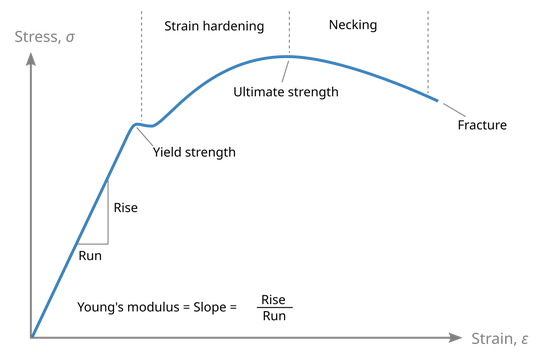 Strain hardening
Necking
Stress, σ
Ultimate strength
Fracture
Yield strength
Rise
Run
Young's modulus = Slope =
Rise
Run
Strain, ε